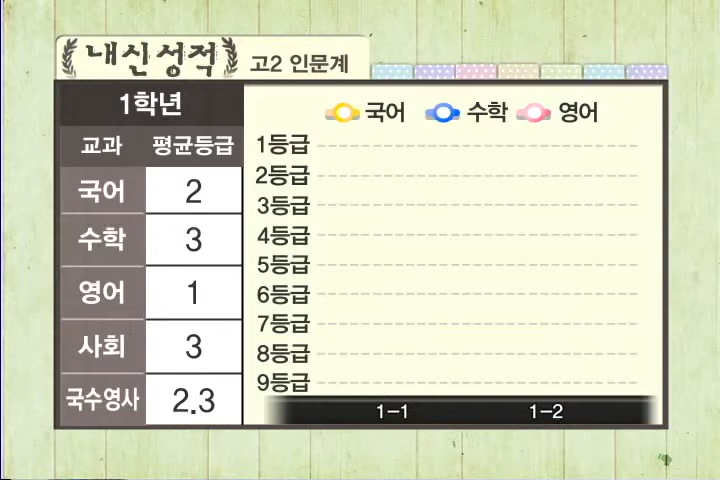 내신성적 고2 인문계
1학년
교과 평균등급
국어 2
수학 3
영어 1
사회 3
국수영사 2.3
국어 수학 영어
1등급
2등급
3등급
4등급
5등급
6등급
7등급
8등급
9등급
1-1 1-2